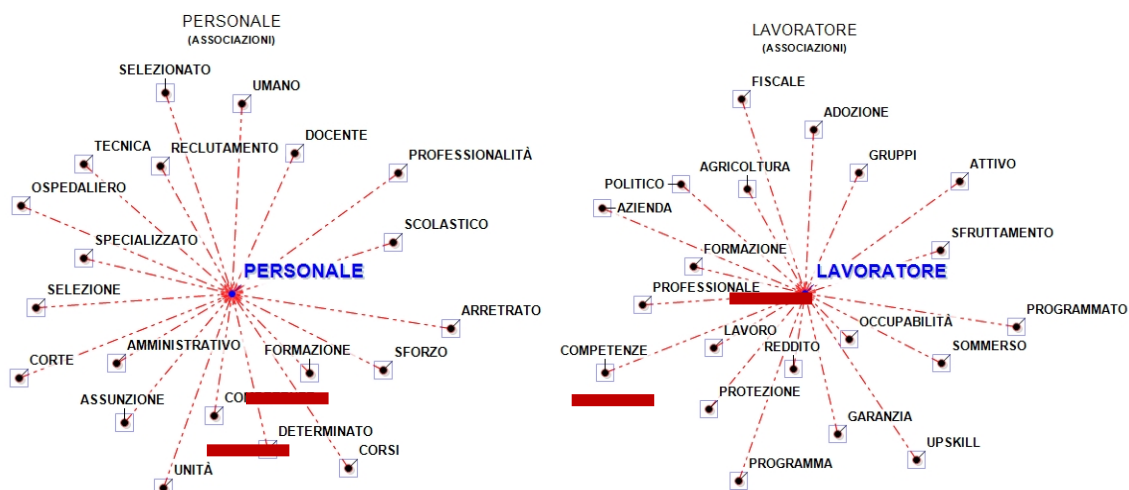 PERSONALE
(ASSOCIAZIONI)
SELEZIONATO
UMANO
TECNICA
RECLUTAMENTO
DOCENTE
PROFESSIONALITÀ
OSPEDALIERO
SCOLASTICO
SPECIALIZZATO
PERSONALE
SELEZIONE
ARRETRATO
AMMINISTRATIVO
FORMAZIONE
SFORZO
CORTE
ASSUNZIONE
DETERMINATO
CORSI
UNITÀ
LAVORATORE
(ASSOCIAZIONI)
FISCALE
ADOZIONE
AGRICOLTURA
GRUPPI
ATTIVO
POLITICO
AZIENDA
SFRUTTAMENTO
FORMAZIONE
LAVORATORE
PROFESSIONALE
PROGRAMMATO
OCCUPABILITÀ
LAVORO
REDDITO
SOMMERSO
COMPETENZE
PROTEZIONE
GARANZIA
UPSKILL
PROGRAMMA